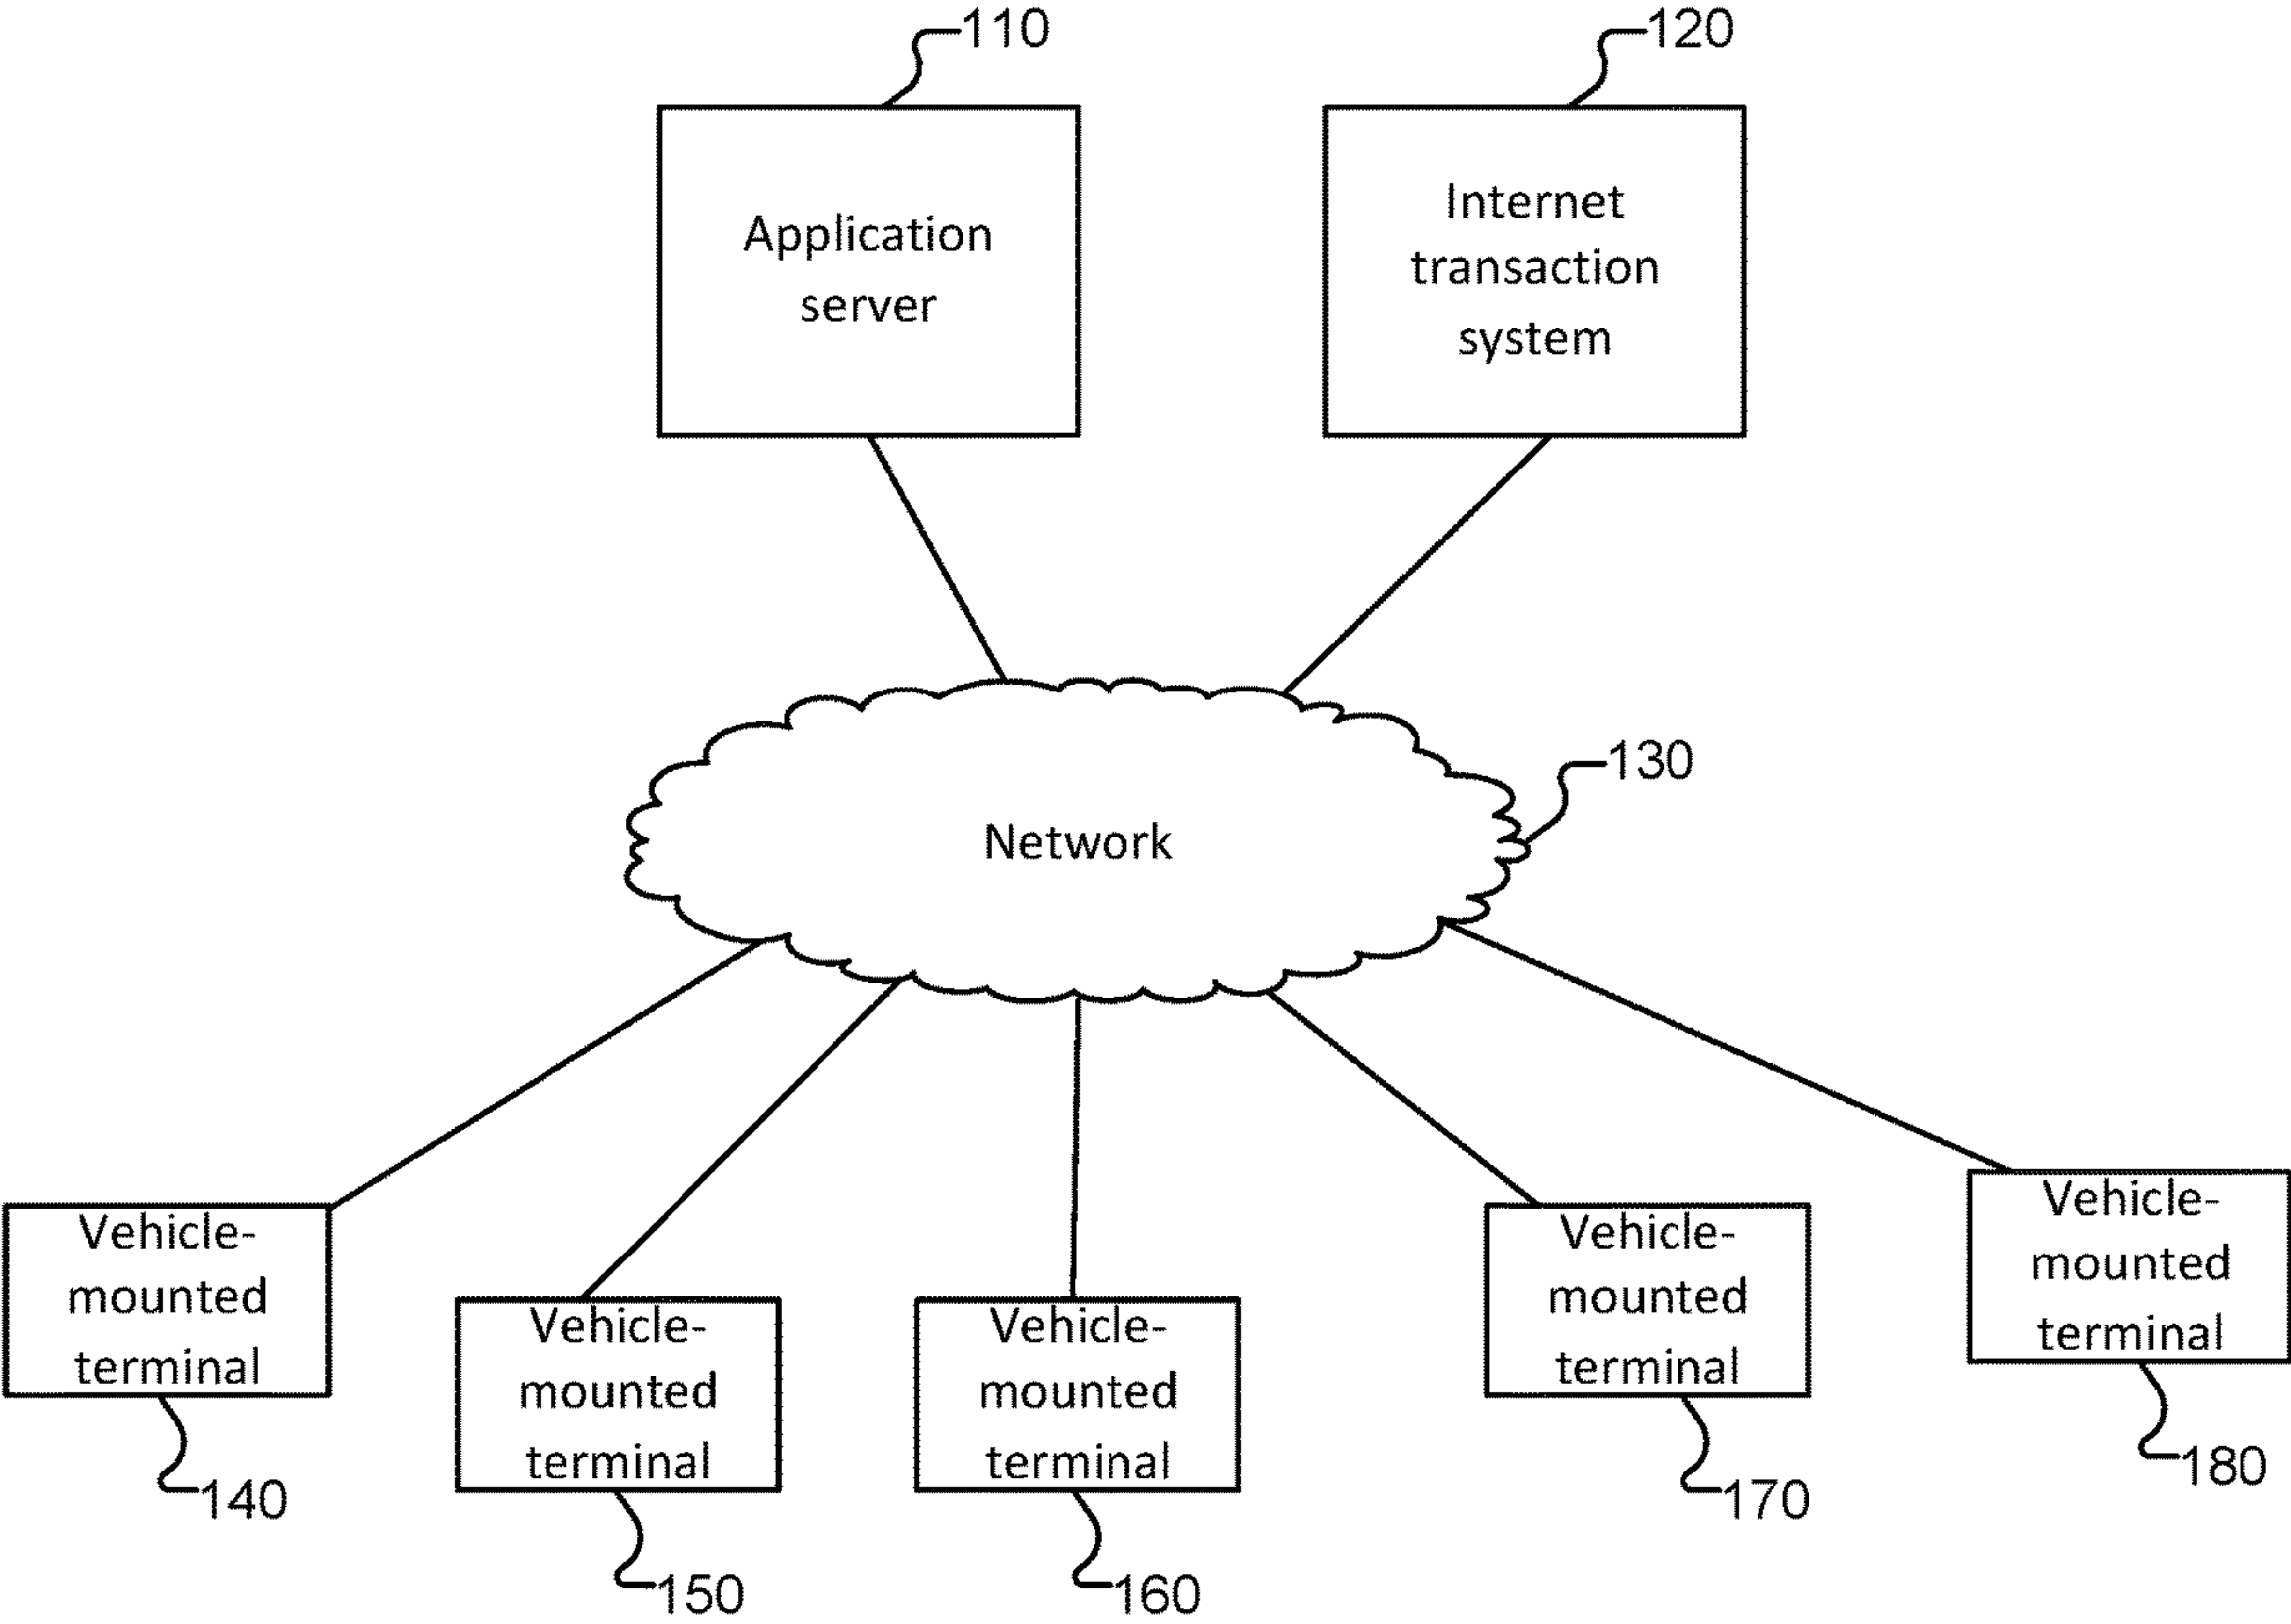 110
120
Application
server
Internet
transaction
system
130
Network
Vehicle-
mounted
terminal
140
Vehicle-
mounted
terminal
150
Vehicle-
mounted
terminal
160
Vehicle-
mounted
terminal
170
Vehicle-
mounted
terminal
180